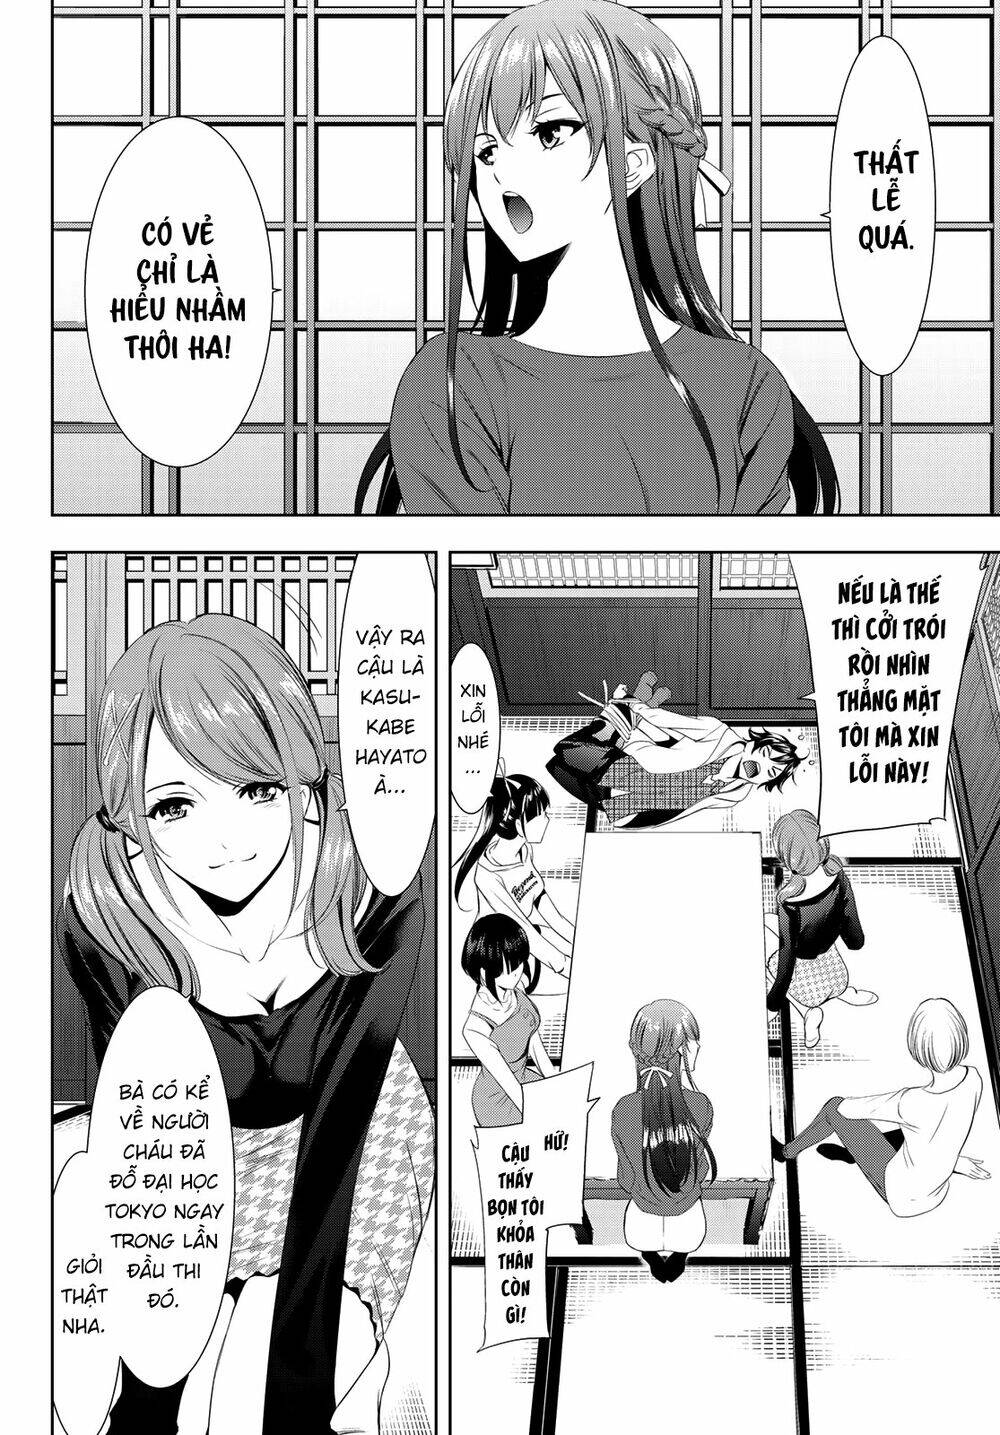 THẤT
LỄ
QUÁ.
CÓ VẺ
CHỈ LÀ
HIỂU NHẦM
THÔI HA!
NẾU LÀ THẾ
THÌ CỞI TRÓI
RỒI NHÌN
THẲNG MẶT
TÔI MÀ XIN
LỖI NÀY!
XIN
LỖI
NHÉ
...
Beyond
HỨ!
CẬU
THẤY
BỌN TÔI
KHỎA
THÂN
CÒN
GÌ!
VẬY RA
CẬU LÀ
KASU-
KABE
HAYATO
À...
BÀ CÓ KỂ
VỀ NGƯỜI
CHÁU ĐÃ
ĐỖ ĐẠI HỌC
TOKYO NGAY
TRONG LẦN
ĐẦU THI
ĐÓ.
GIỎI
THẬT
NHA.